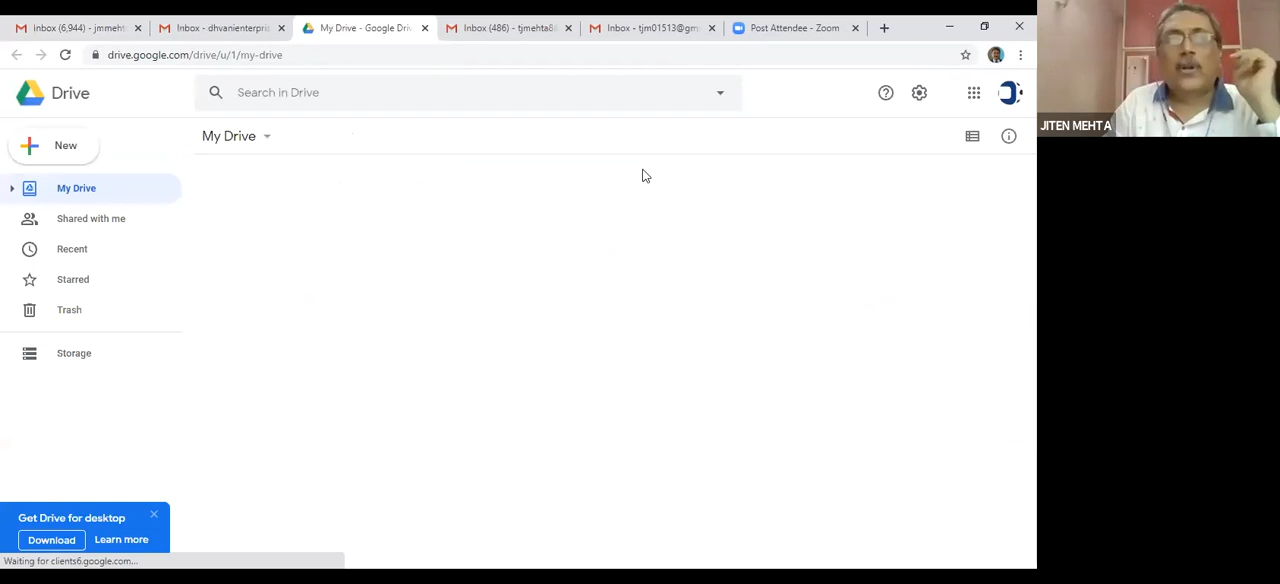 Inbox (6,944) - jmmeht
Inbox - dhvanienterpris
My Drive - Google Driv
Inbox (486) - tjmehta8
Inbox - tjm01513@gm
Post Attendee - Zoom
drive.google.com/drive/u/1/my-drive
Drive
Search in Drive
New
My Drive
My Drive
Shared with me
Recent
Starred
Trash
Storage
Get Drive for desktop
Download
Learn more
Waiting for clients6.google.com...
JITEN MEHTA